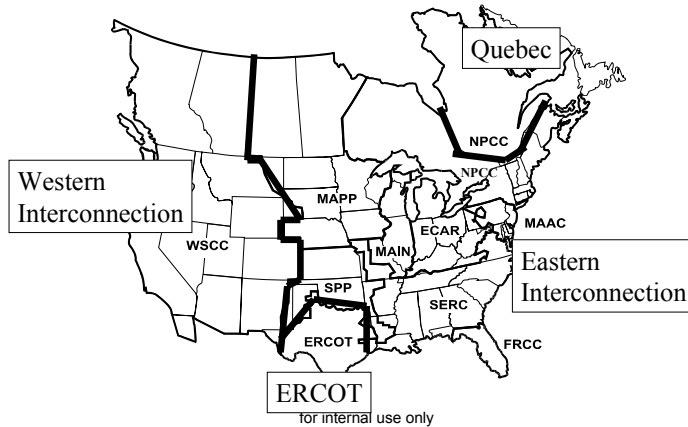 Quebec
NPCC
NPCC
Western
Interconnection
MAPP
MAAC
ECAR
WSCC
MAIN
Eastern
Interconnection
SPP
SERC
ERCOT
FRCC
ERCOT
for internal use only